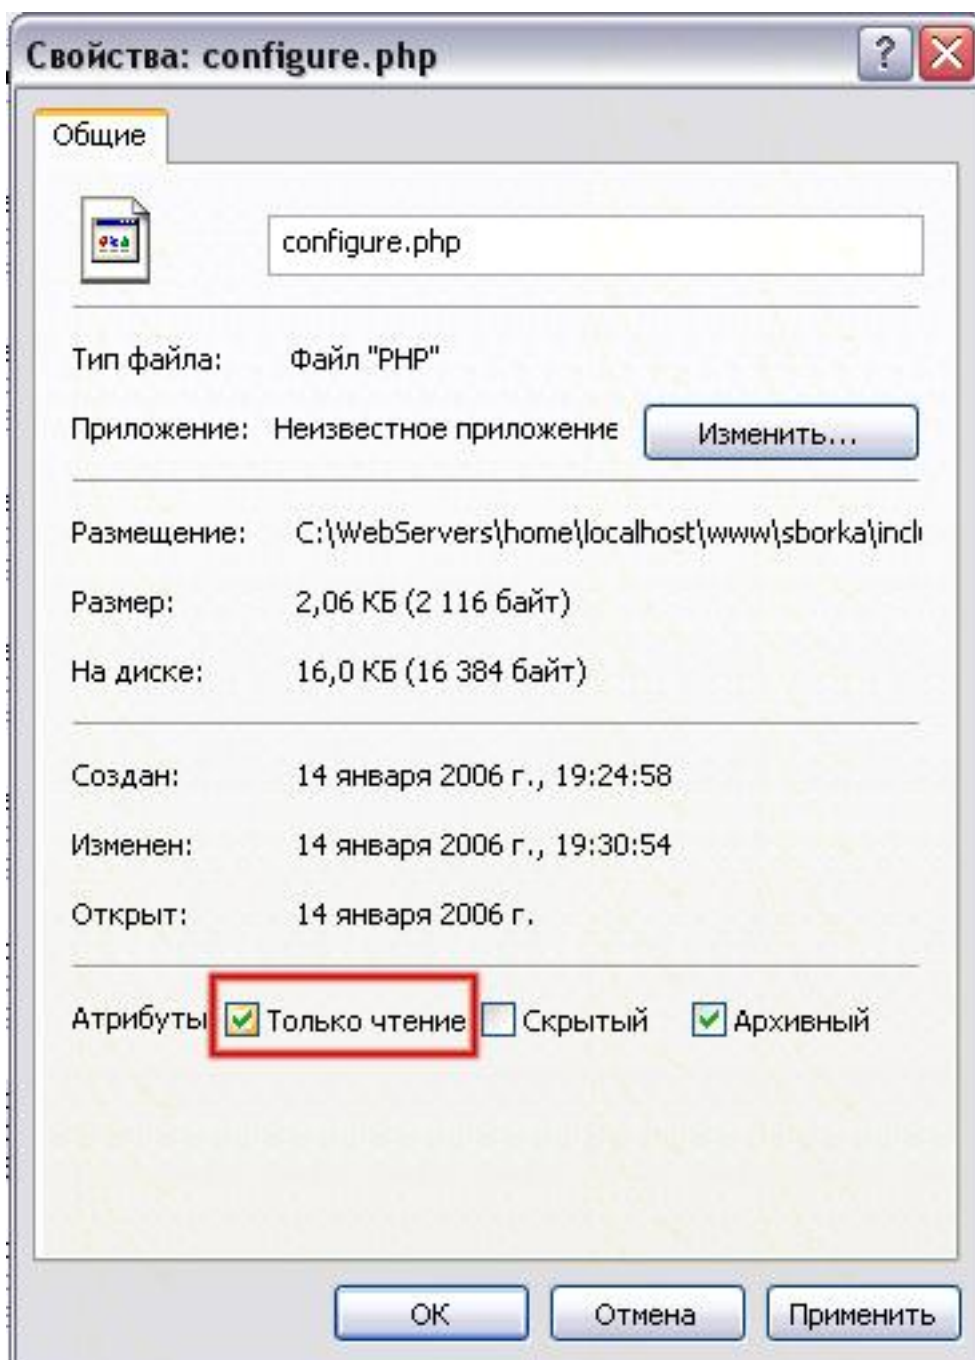 Свойства: configure.php
Общие
configure.php
Тип файла: Файл "PHP"
Приложение: Неизвестное приложение Изменить...
Размещение: C:\WebServers\home\localhost\www\sborka\incl
Размер: 2,06 КБ (2 116 байт)
На диске: 16,0 КБ (16 384 байт)
Создан: 14 января 2006 г., 19:24:58
Изменен: 14 января 2006 г., 19:30:54
Открыт: 14 января 2006 г.
Атрибуты Только чтение Скрытый Архивный
ОК Отмена Применить